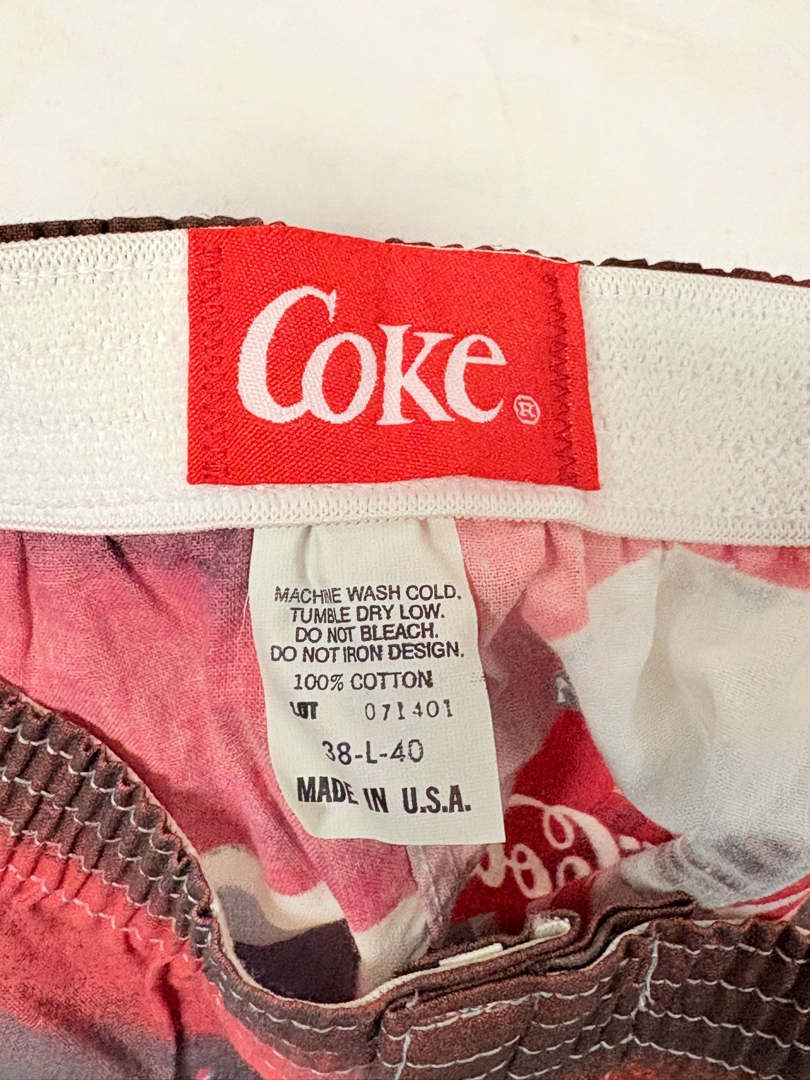 Coke®
MACHINE WASH COLD.
TUMBLE DRY LOW.
DO NOT BLEACH.
DO NOT IRON DESIGN.
100% COTTON
LOT 071401
38-L-40
MADE IN U.S.A.